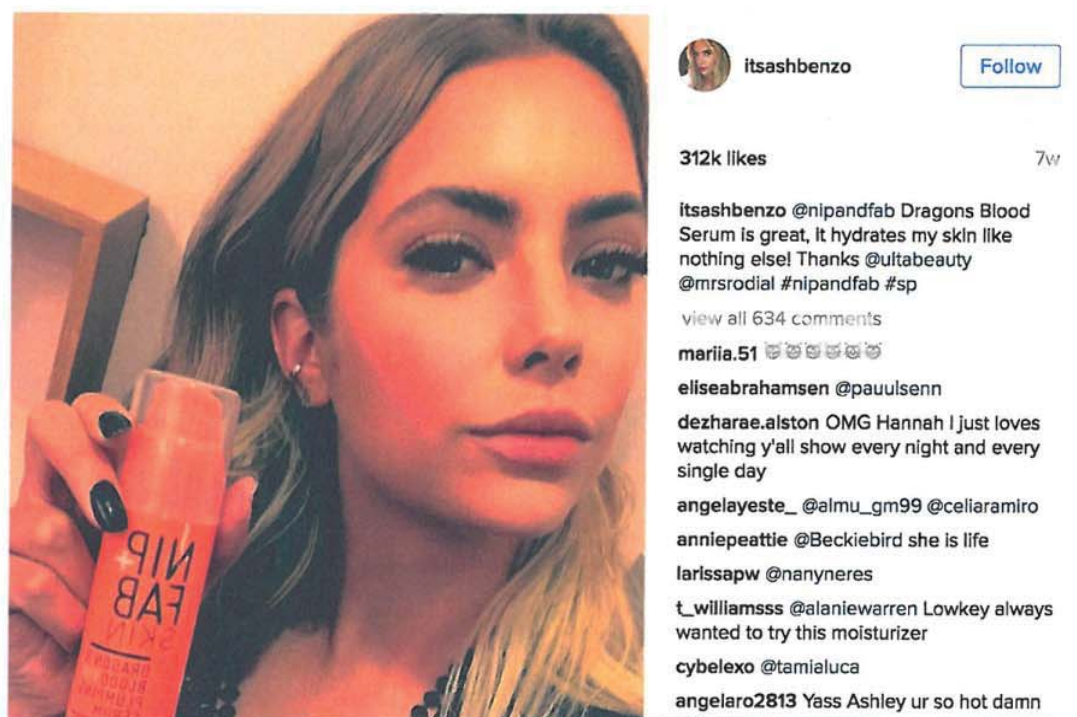 itsashbenzo
Follow
312k likes
7w
itsashbenzo @nipandfab Dragons Blood
Serum is great, it hydrates my skin like
nothing else! Thanks @ultabeauty
@mrsrodial #nipandfab #sp
view all 634 comments
mariia.51
eliseabrahamsen @pauulsenn
dezharae.alston OMG Hannah I just loves
watching y'all show every night and every
single day
angelayeste_ @almu_gm99 @celiaramiro
anniepeattie @Beckiebird she is life
larissapw @nanyneres
t_williamsss @alaniewarren Lowkey always
wanted to try this moisturizer
cybelexo @tamialuca
angelaro2813 Yass Ashley ur so hot damn
NIP
FAB
SKIN
DRAGON'S
BLOOD
PLUMPING
SERUM